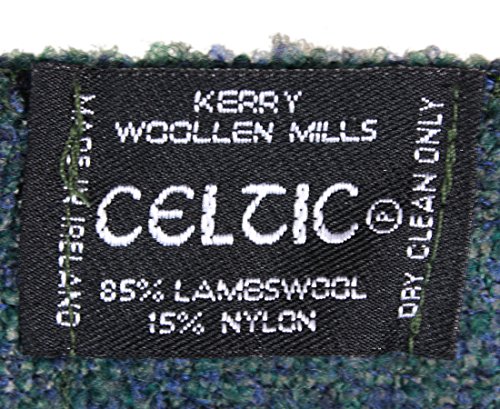 KERRY
WOOLLEN MILLS
CELTIC Ⓟ
85% LAMBSWOOL
15% NYLON
MADE IN IRELAND
DRY CLEAN ONLY